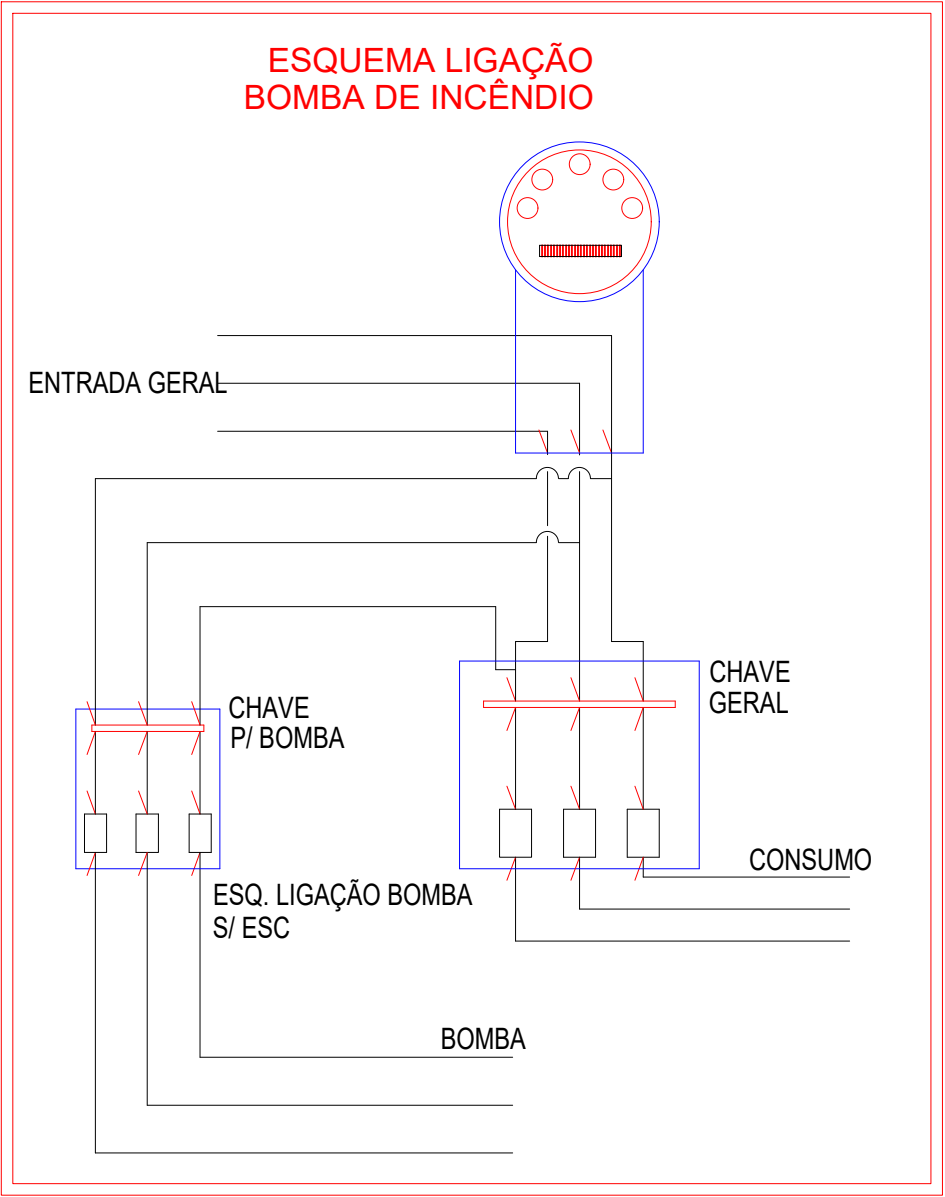 ESQUEMA LIGAÇÃO
BOMBA DE INCÊNDIO
ENTRADA GERAL
CHAVE
GERAL
CHAVE
P/ BOMBA
CONSUMO
ESQ. LIGAÇÃO BOMBA
S/ ESC
BOMBA